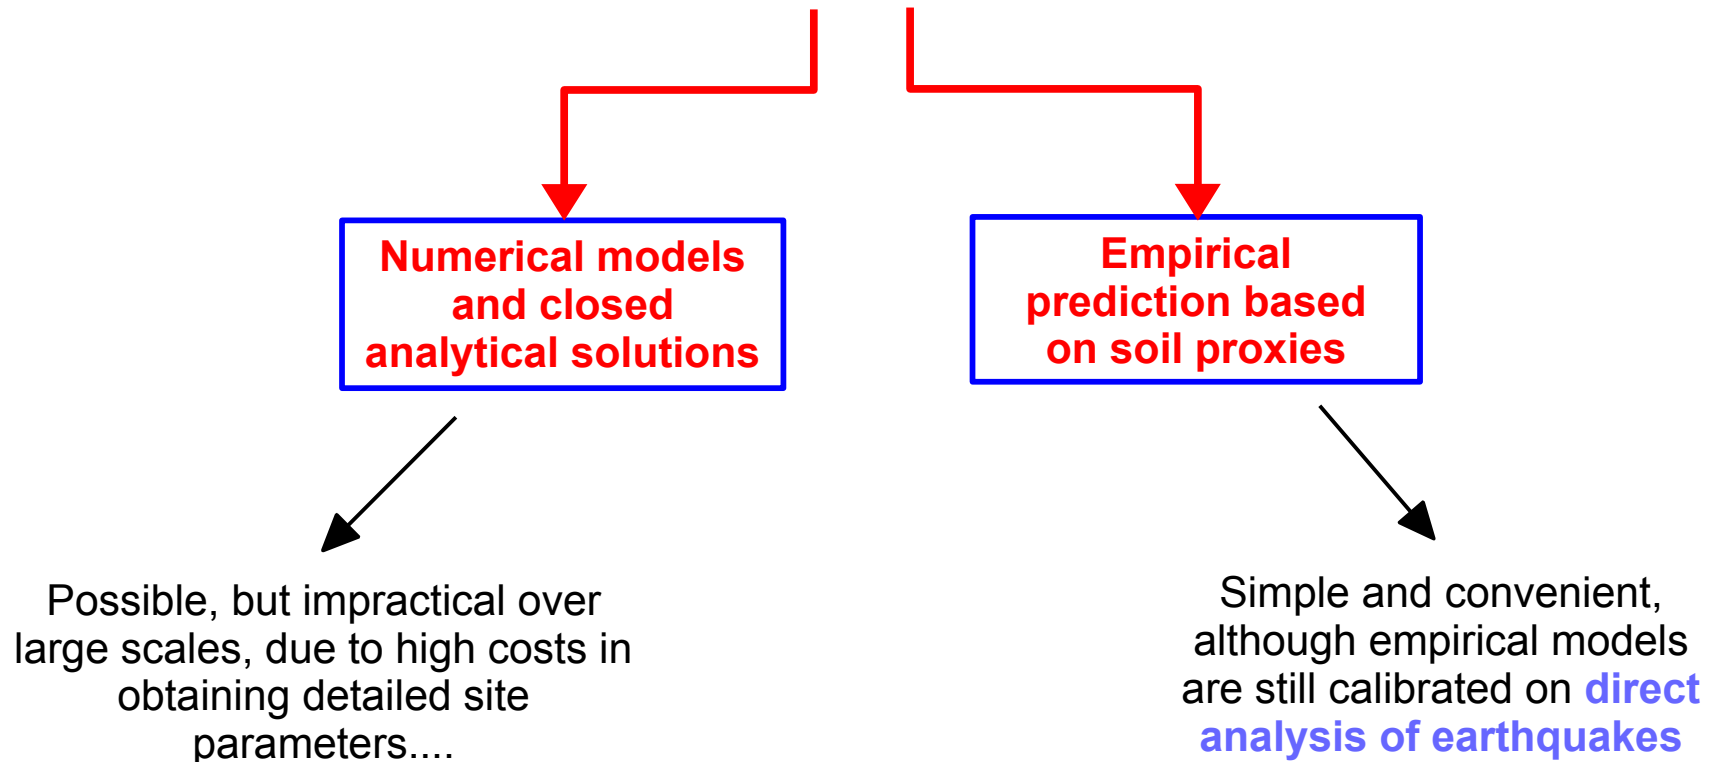 Numerical models
and closed
analytical solutions
Empirical
prediction based
on soil proxies
Possible, but impractical over
large scales, due to high costs in
obtaining detailed site
parameters....
Simple and convenient,
although empirical models
are still calibrated on direct
analysis of earthquakes